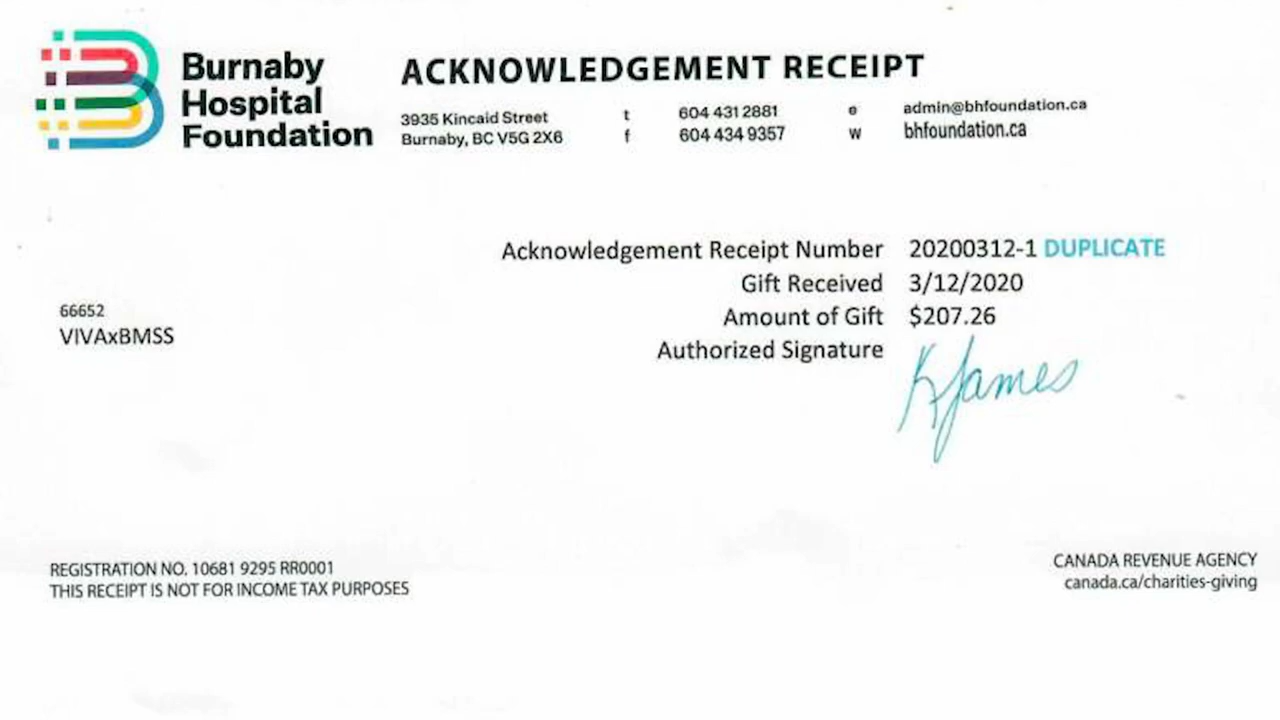 Burnaby
Hospital
Foundation
ACKNOWLEDGEMENT RECEIPT
3935 Kincaid Street t 604 431 2881 e admin@bhfoundation.ca
Burnaby, BC V5G 2X6 f 604 434 9357 w bhfoundation.ca
Acknowledgement Receipt Number 20200312-1 DUPLICATE
Gift Received 3/12/2020
66652
Amount of Gift $207.26
VIVAxBMSS
Authorized Signature KJames
REGISTRATION NO. 10681 9295 RR0001
THIS RECEIPT IS NOT FOR INCOME TAX PURPOSES
CANADA REVENUE AGENCY
canada.ca/charities-giving